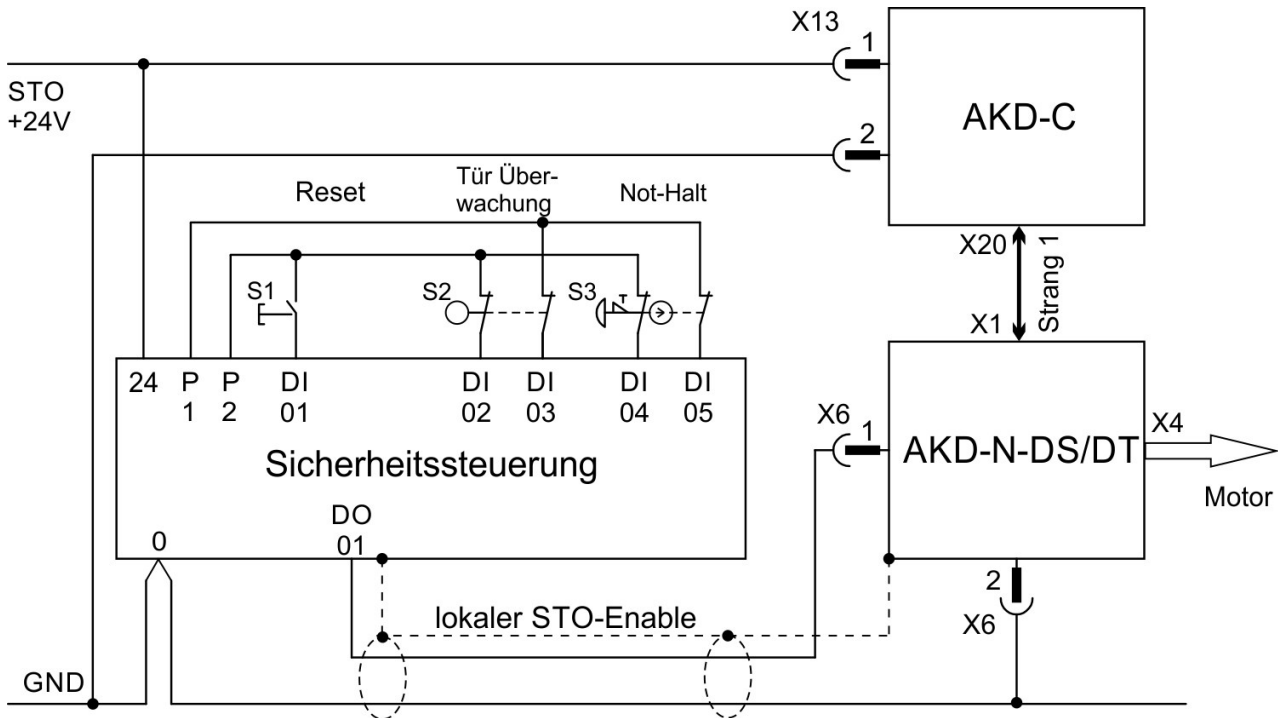 X13
1
STO
+24V
AKD-C
2
Reset
Tür Über-
wachung
Not-Halt
X20
Strang 1
S1
S2
S3
X1
24
P
1
P
2
DI
01
DI
02
DI
03
DI
04
DI
05
X6
1
AKD-N-DS/DT
X4
Motor
Sicherheitssteuerung
0
DO
01
2
X6
lokaler STO-Enable
GND